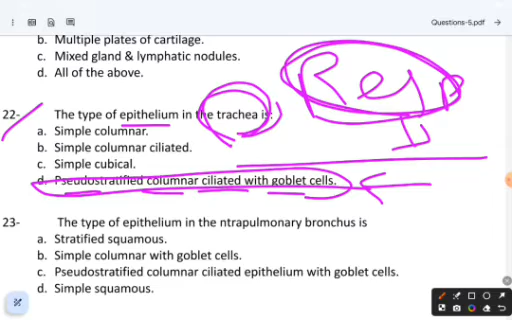 Questions-5.pdf
b. Multiple plates of cartilage.
c. Mixed gland & lymphatic nodules.
d. All of the above.
Resp
22- The type of epithelium in the trachea is:
a. Simple columnar.
b. Simple columnar ciliated.
c. Simple cubical.
d. Pseudostratified columnar ciliated with goblet cells.
23- The type of epithelium in the ntrapulmonary bronchus is
a. Stratified squamous.
b. Simple columnar with goblet cells.
c. Pseudostratified columnar ciliated epithelium with goblet cells.
d. Simple squamous.